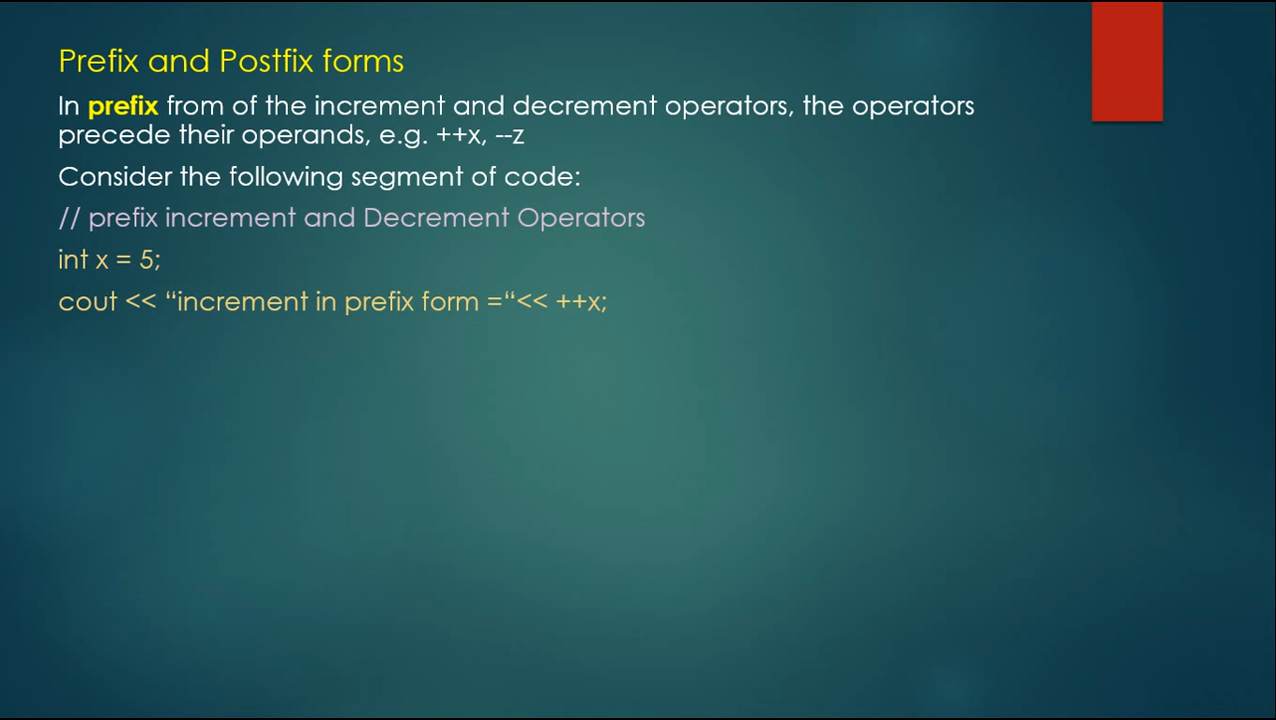 Prefix and Postfix forms
In prefix from of the increment and decrement operators, the operators
precede their operands, e.g. ++x, --z
Consider the following segment of code:
// prefix increment and Decrement Operators
int x = 5;
cout << “increment in prefix form =“<< ++x;